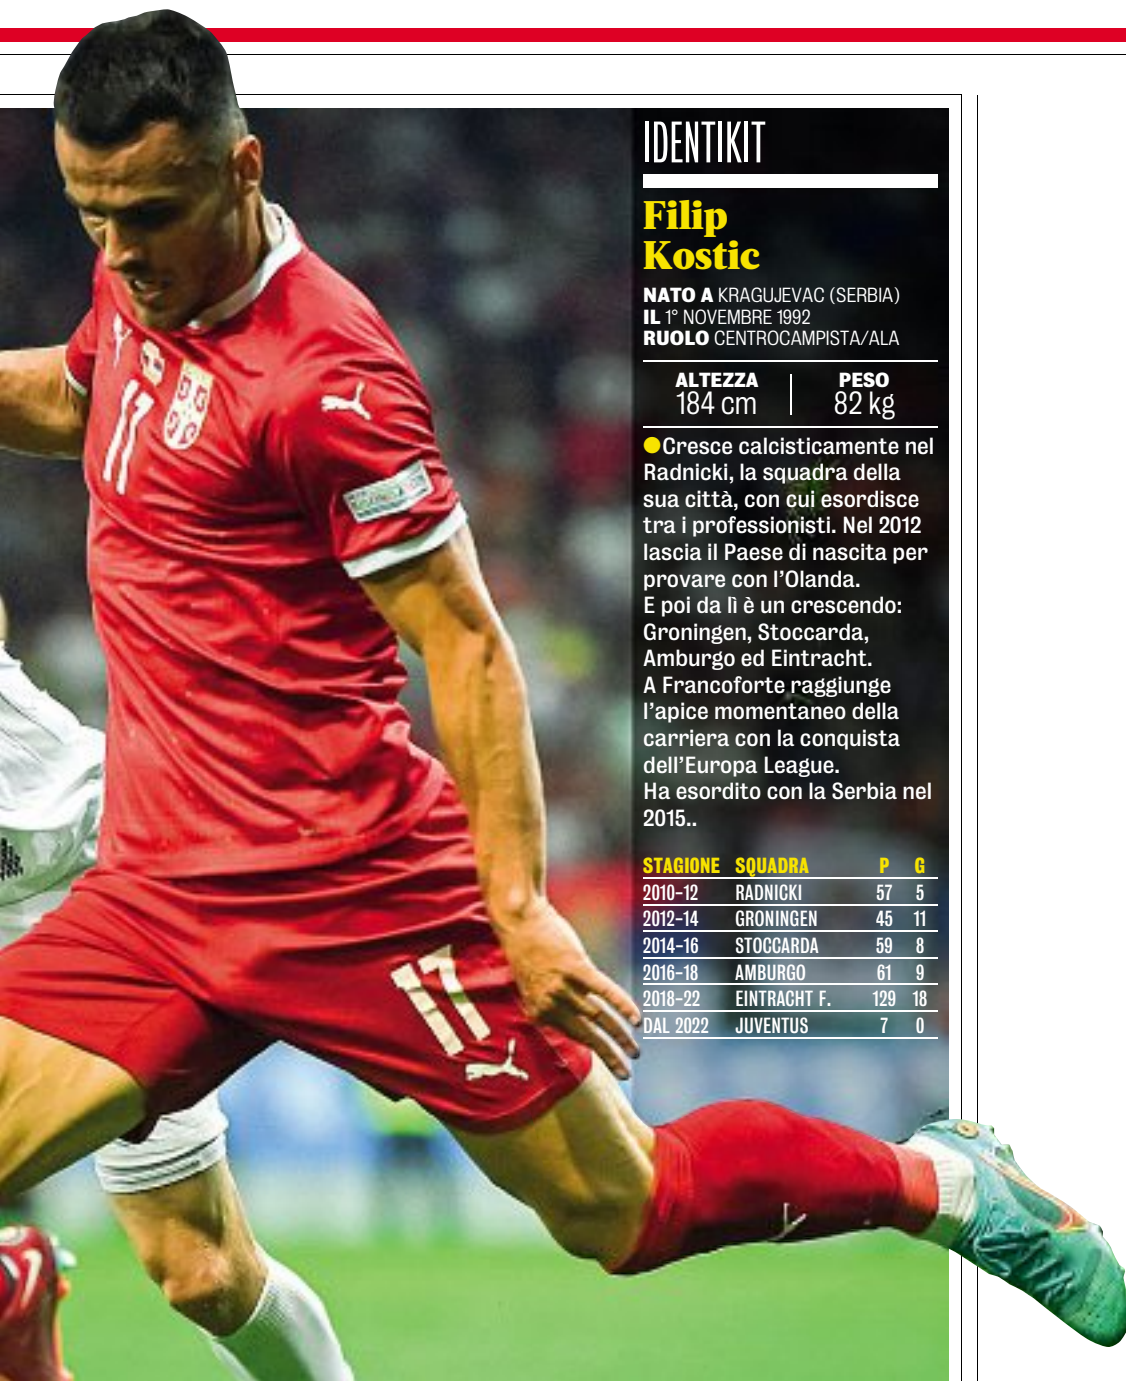 IDENTIKIT
Filip
Kostic
NATO A KRAGUJEVAC (SERBIA)
IL 1° NOVEMBRE 1992
RUOLO CENTROCAMPISTA/ALA
ALTEZZA PESO
184 cm 82 kg
●Cresce calcisticamente nel
Radnicki, la squadra della
sua città, con cui esordisce
tra i professionisti. Nel 2012
lascia il Paese di nascita per
provare con l'Olanda.
E poi da lì è un crescendo:
Groningen, Stoccarda,
Amburgo ed Eintracht.
A Francoforte raggiunge
l'apice momentaneo della
carriera con la conquista
dell'Europa League.
Ha esordito con la Serbia nel
2015..
STAGIONE SQUADRA P G
2010-12 RADNICKI 57 5
2012-14 GRONINGEN 45 11
2014-16 STOCCARDA 59 8
2016-18 AMBURGO 61 9
2018-22 EINTRACHT F. 129 18
DAL 2022 JUVENTUS 7 0
17
17